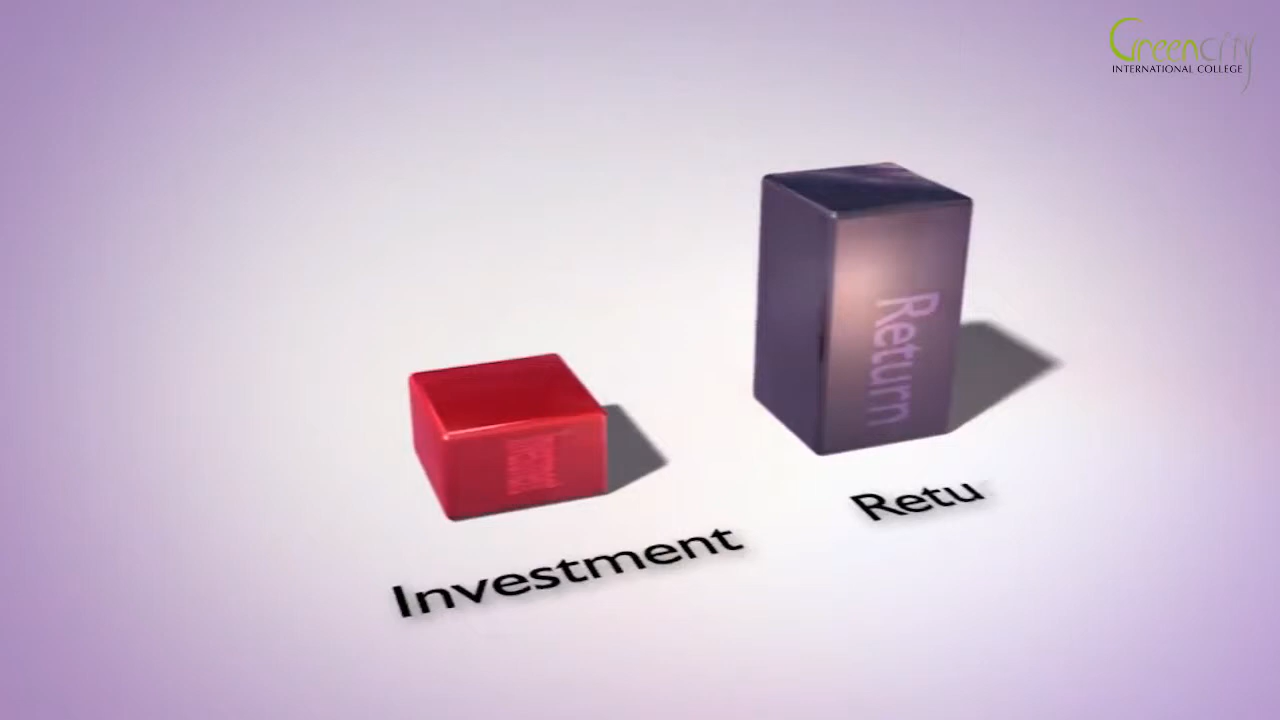 Greencity
INTERNATIONAL COLLEGE
Return
Investment
Retu